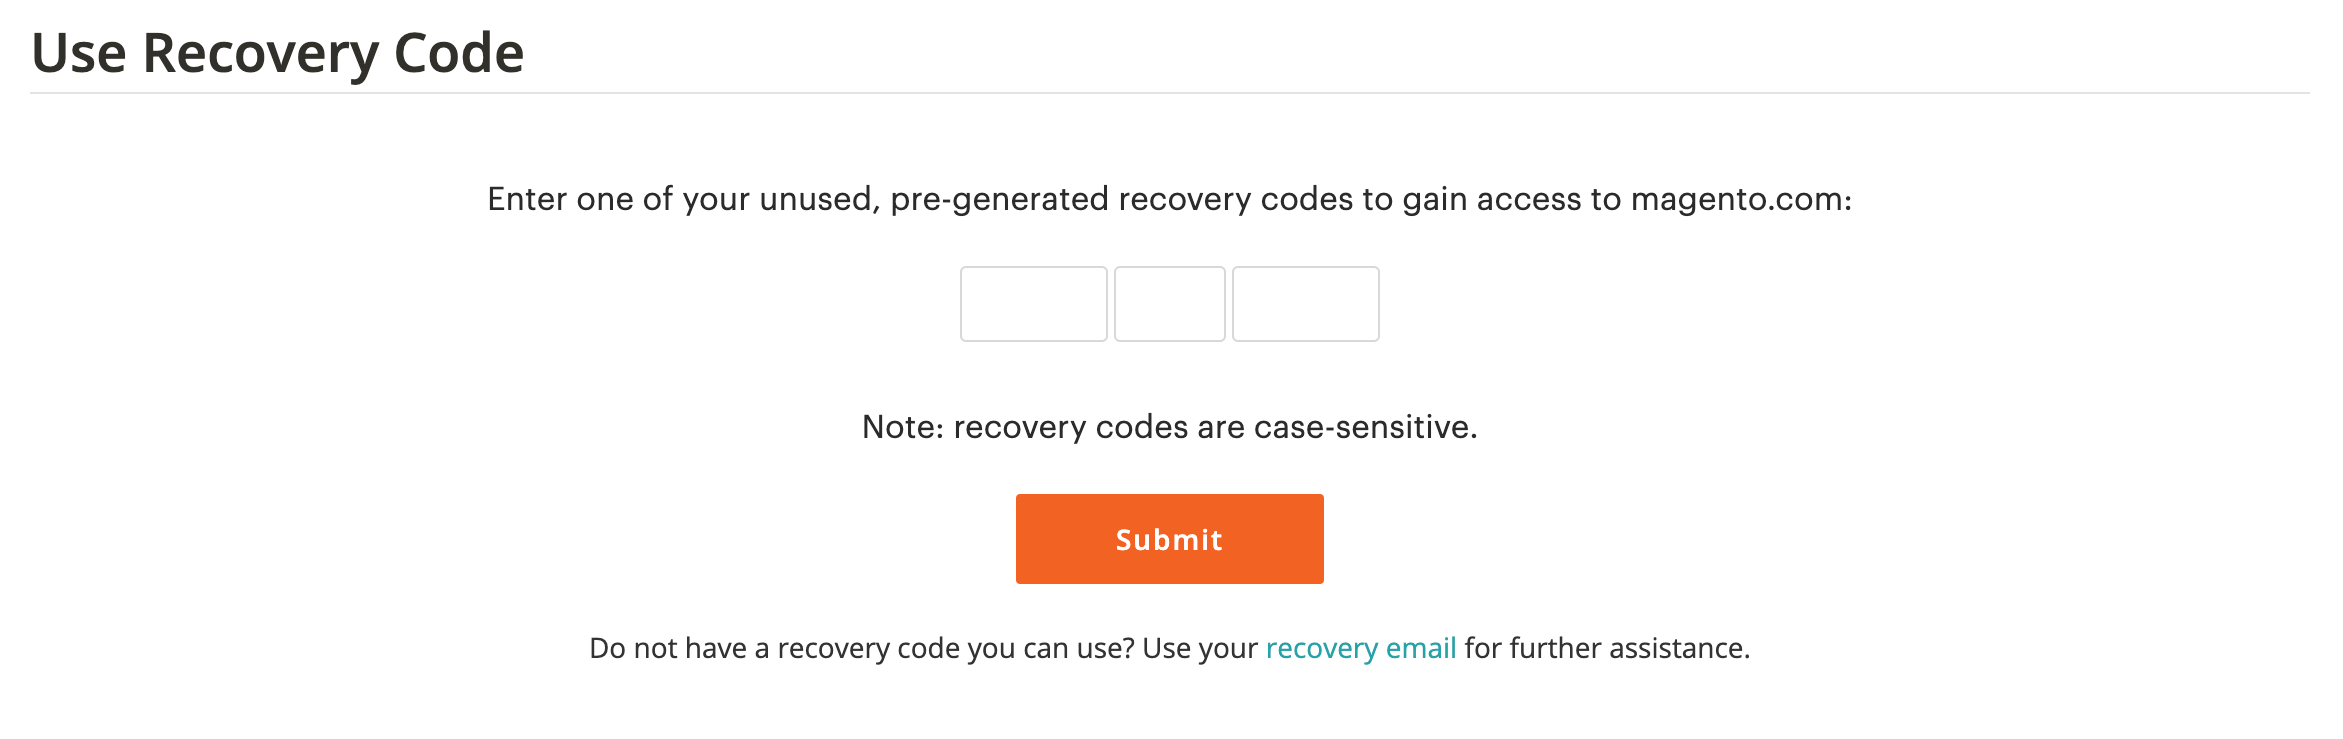 Use Recovery Code
Enter one of your unused, pre-generated recovery codes to gain access to magento.com:
Note: recovery codes are case-sensitive.
Submit
Do not have a recovery code you can use? Use your recovery email for further assistance.